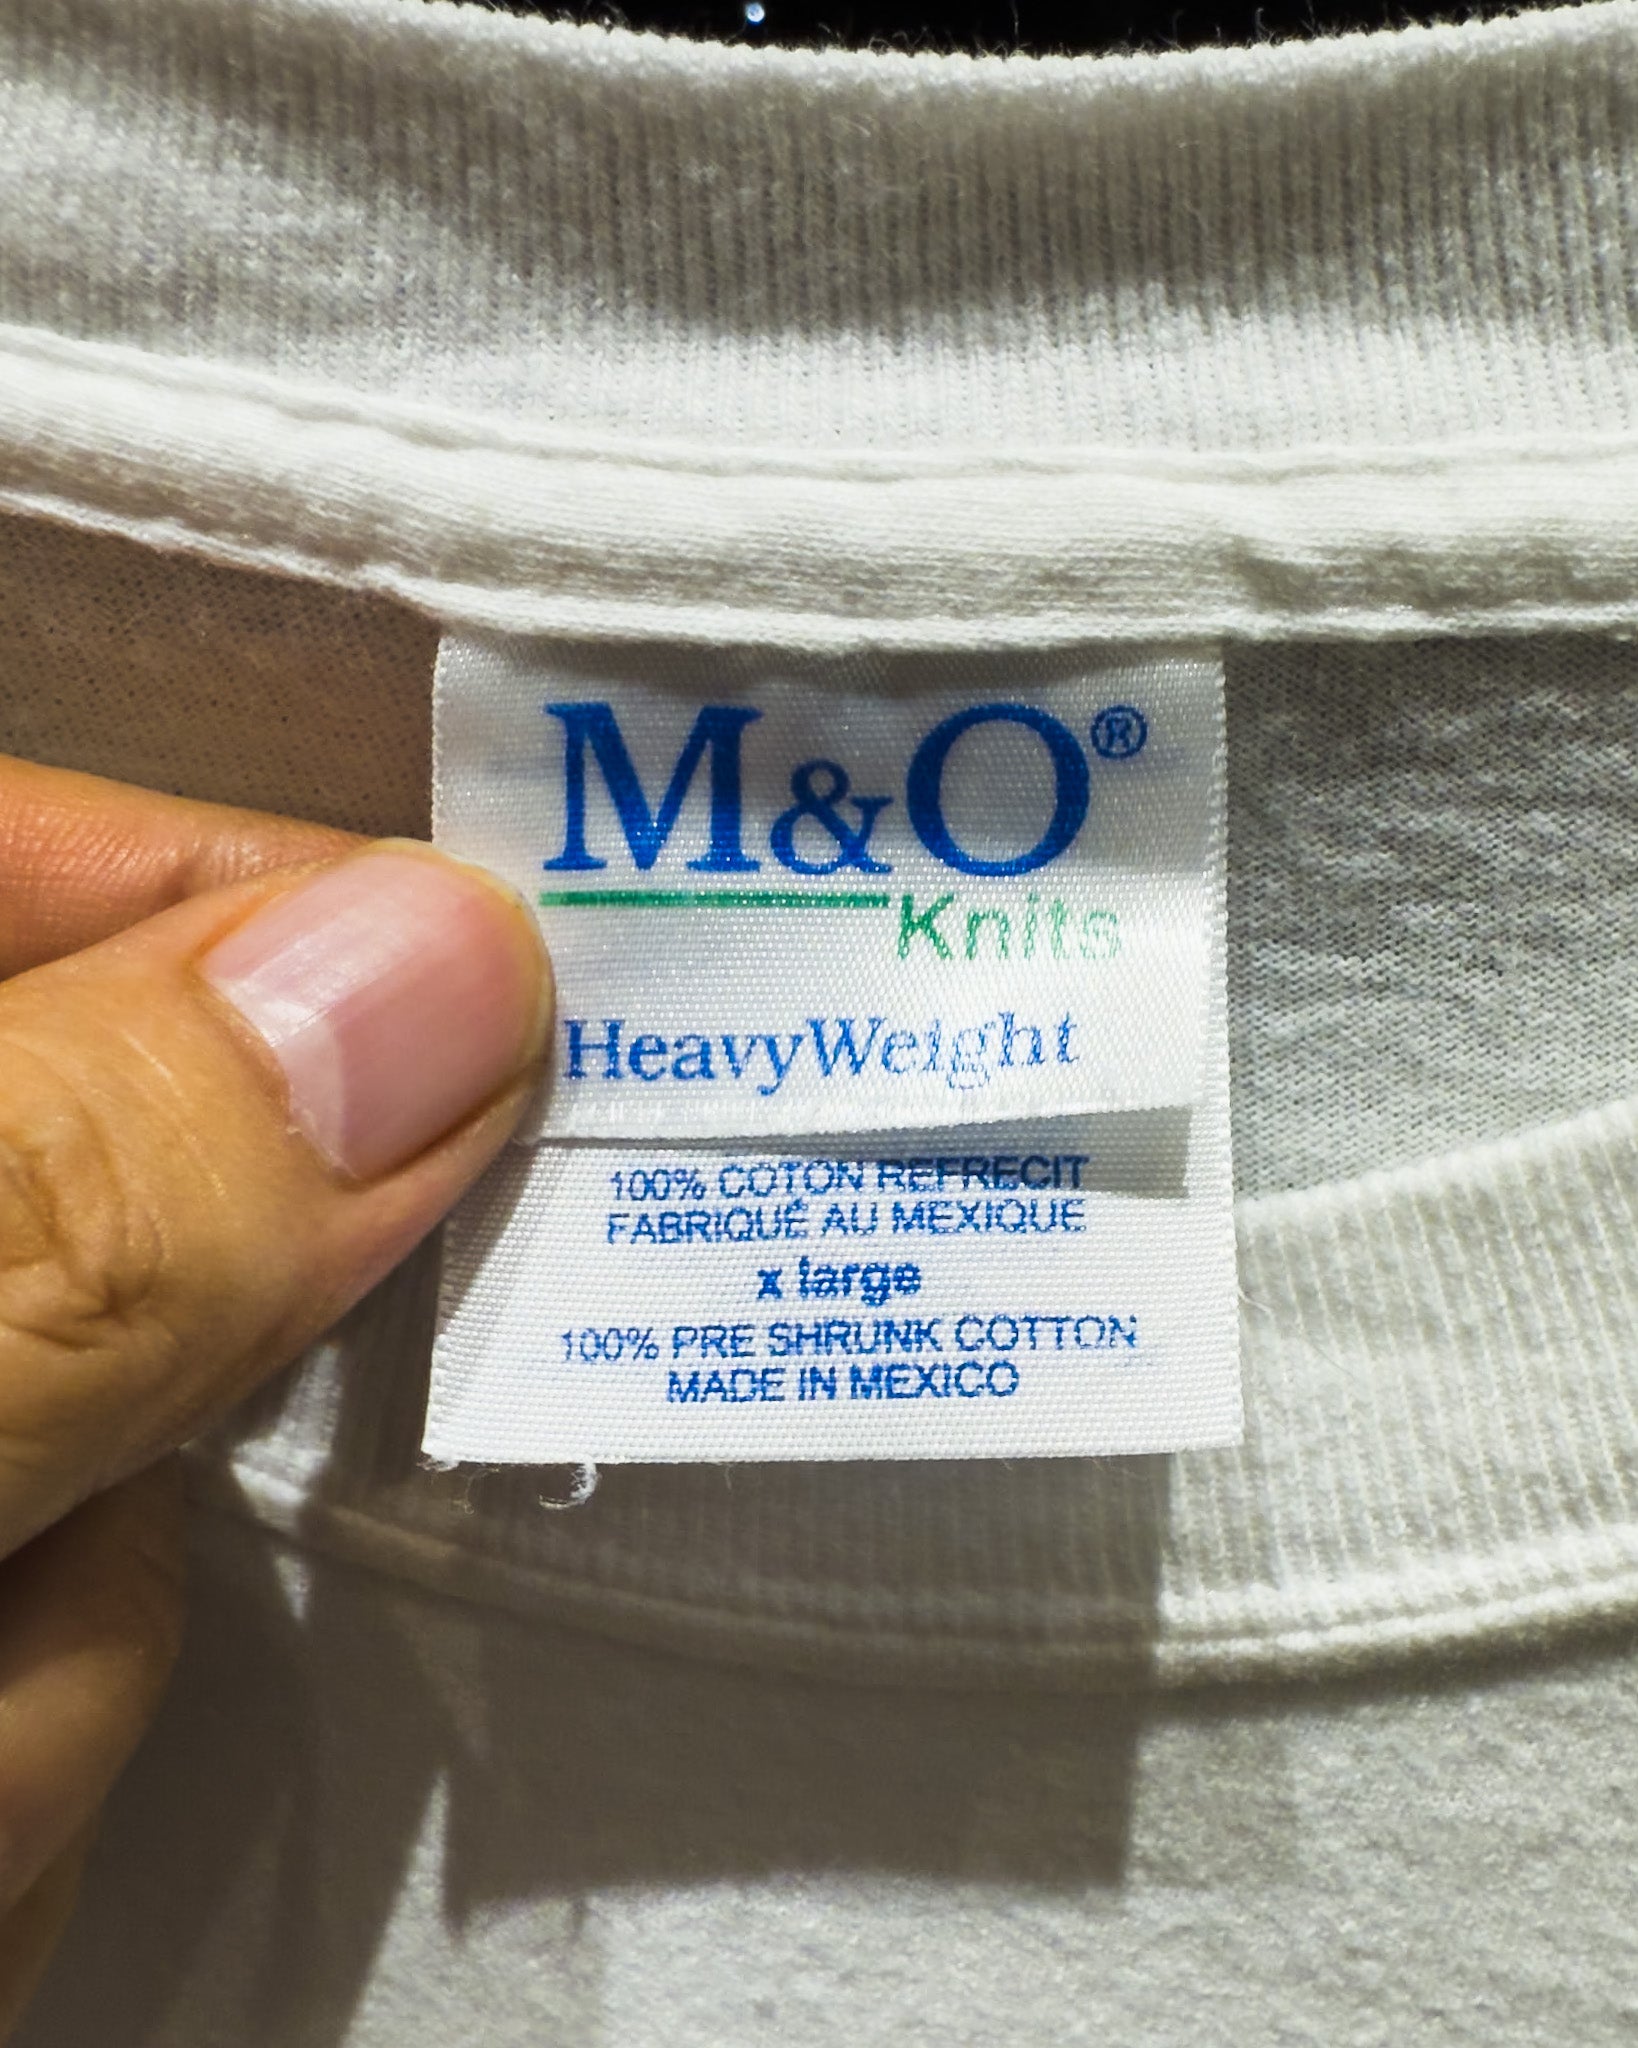 M&O®
Knits
HeavyWeight
100% COTON REFRECIT
FABRIQUÉ AU MEXIQUE
x large
100% PRE SHRUNK COTTON
MADE IN MEXICO